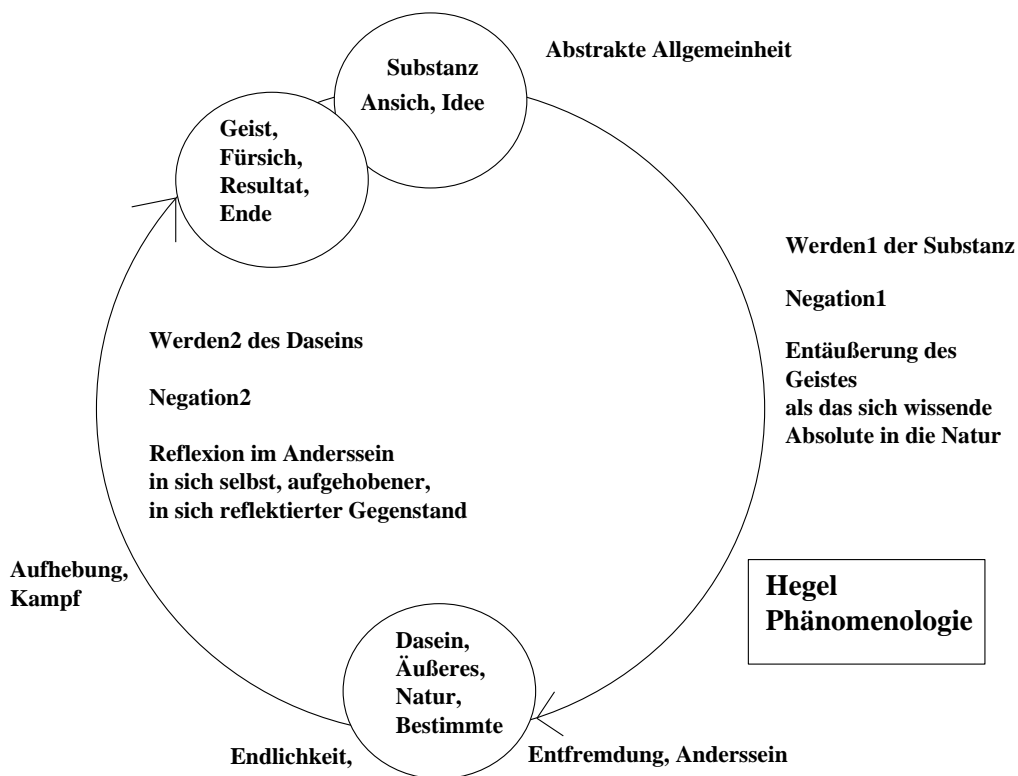 Abstrakte Allgemeinheit
Substanz
Ansich, Idee
Geist,
Fürsich,
Resultat,
Ende
Werden1 der Substanz
Negation1
Entäußerung des
Geistes
als das sich wissende
Absolute in die Natur
Werden2 des Daseins
Negation2
Reflexion im Anderssein
in sich selbst, aufgehobener,
in sich reflektierter Gegenstand
Aufhebung,
Kampf
Hegel
Phänomenologie
Dasein,
Äußeres,
Natur,
Bestimmte
Endlichkeit,
Entfremdung, Anderssein